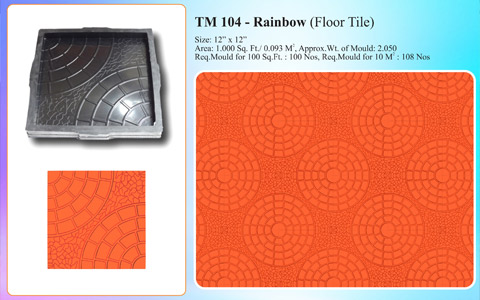 TM 104 - Rainbow (Floor Tile)
Size: 12” x 12”
Area: 1.000 Sq. Ft./ 0.093 M², Approx.Wt. of Mould: 2.050
Req.Mould for 100 Sq.Ft. : 100 Nos, Req.Mould for 10 M² : 108 Nos